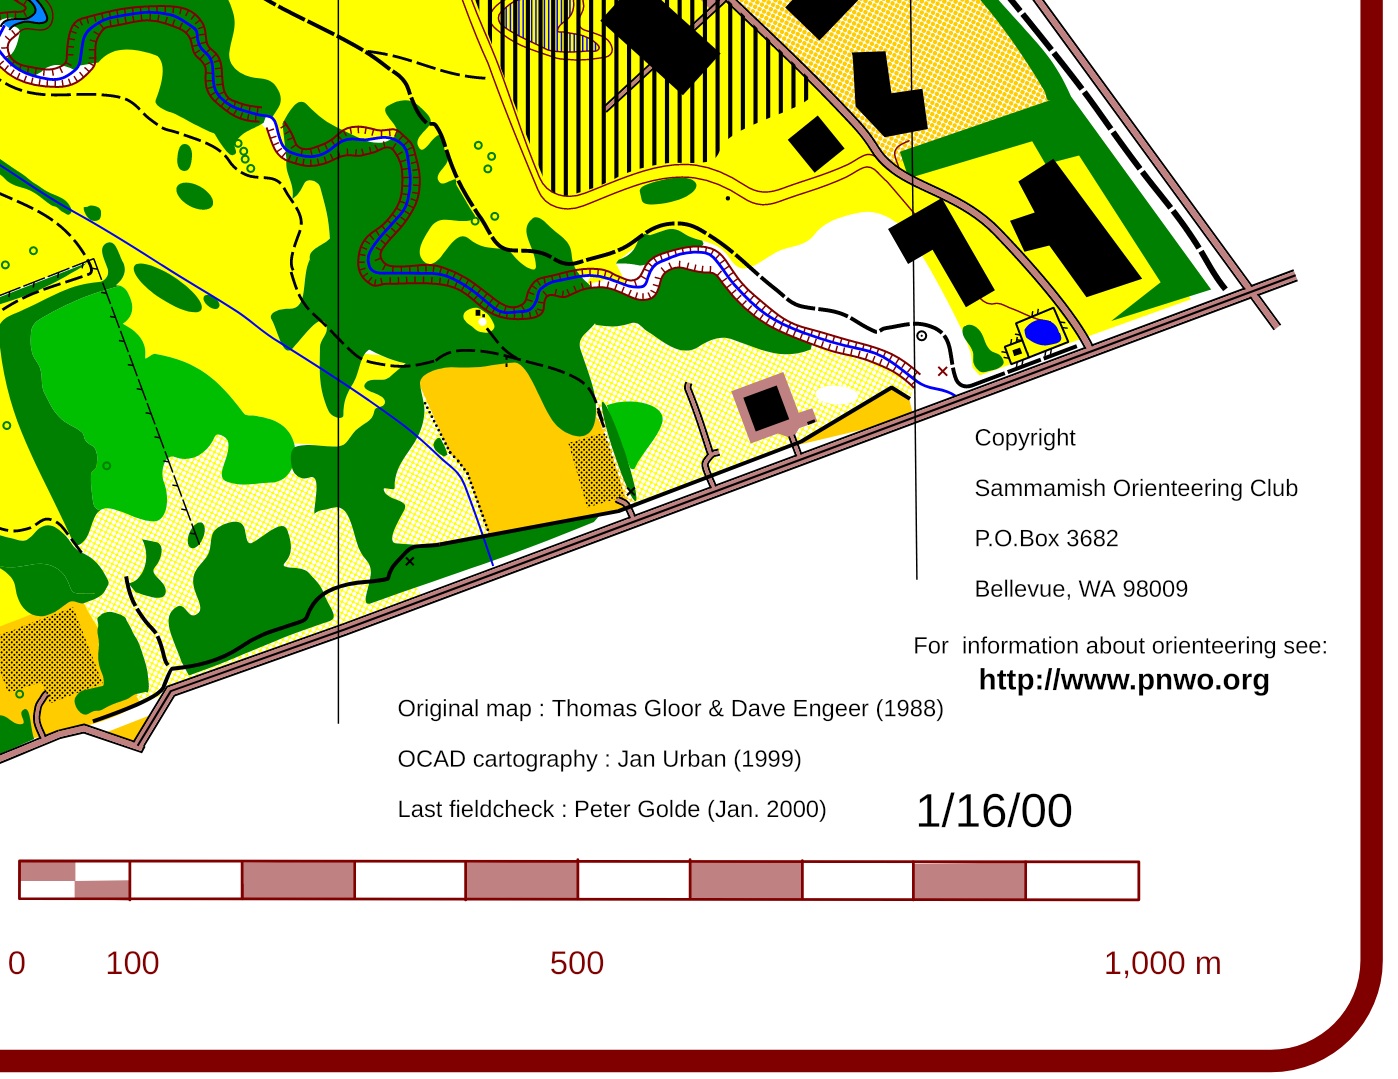 Copyright
Sammamish Orienteering Club
P.O.Box 3682
Bellevue, WA 98009
For  information about orienteering see:
http://www.pnwo.org
Original map : Thomas Gloor & Dave Engeer (1988)
OCAD cartography : Jan Urban (1999)
Last fieldcheck : Peter Golde (Jan. 2000)
1/16/00
0 100 500 1,000 m